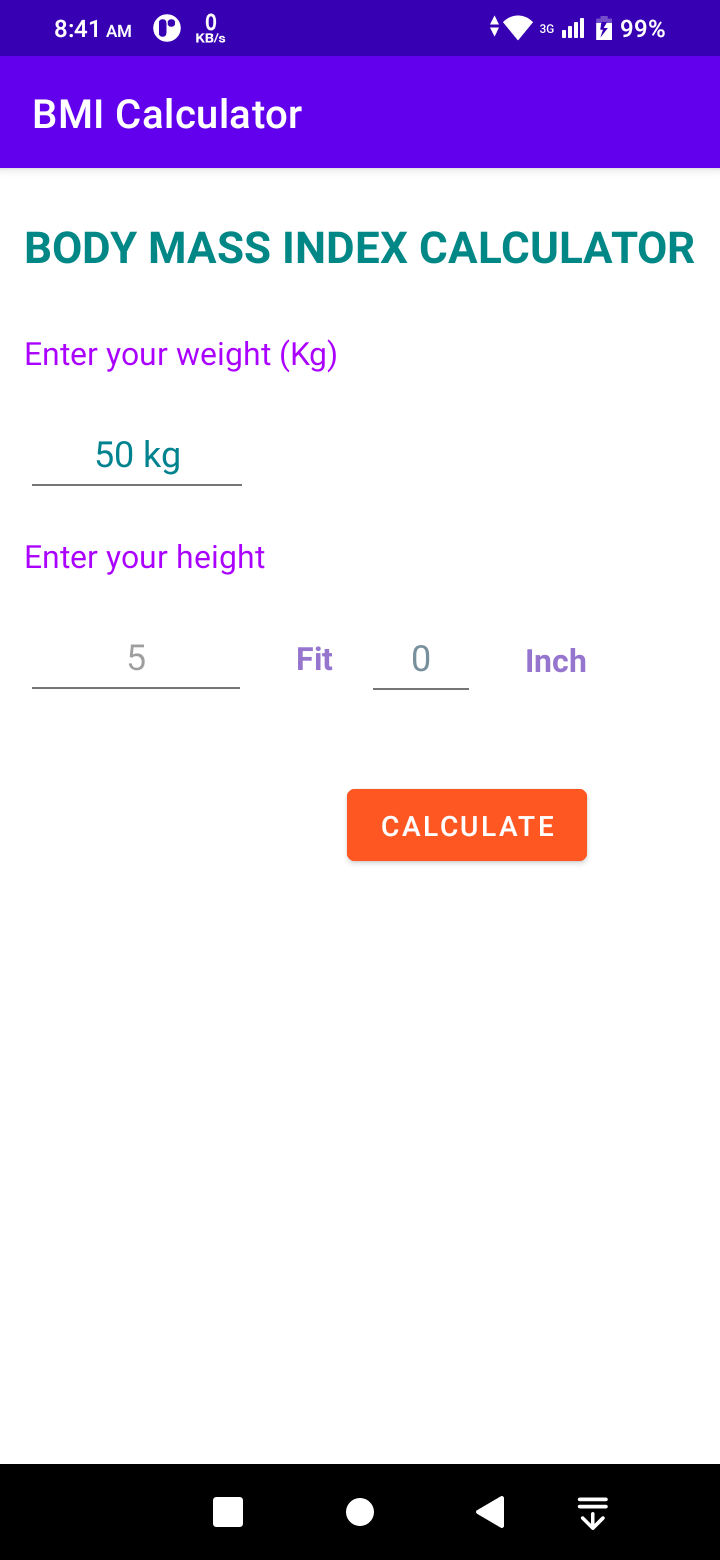 8:41 AM 0 KB/s 3G 99%
BMI Calculator
BODY MASS INDEX CALCULATOR
Enter your weight (Kg)
50 kg
Enter your height
5 Fit 0 Inch
CALCULATE